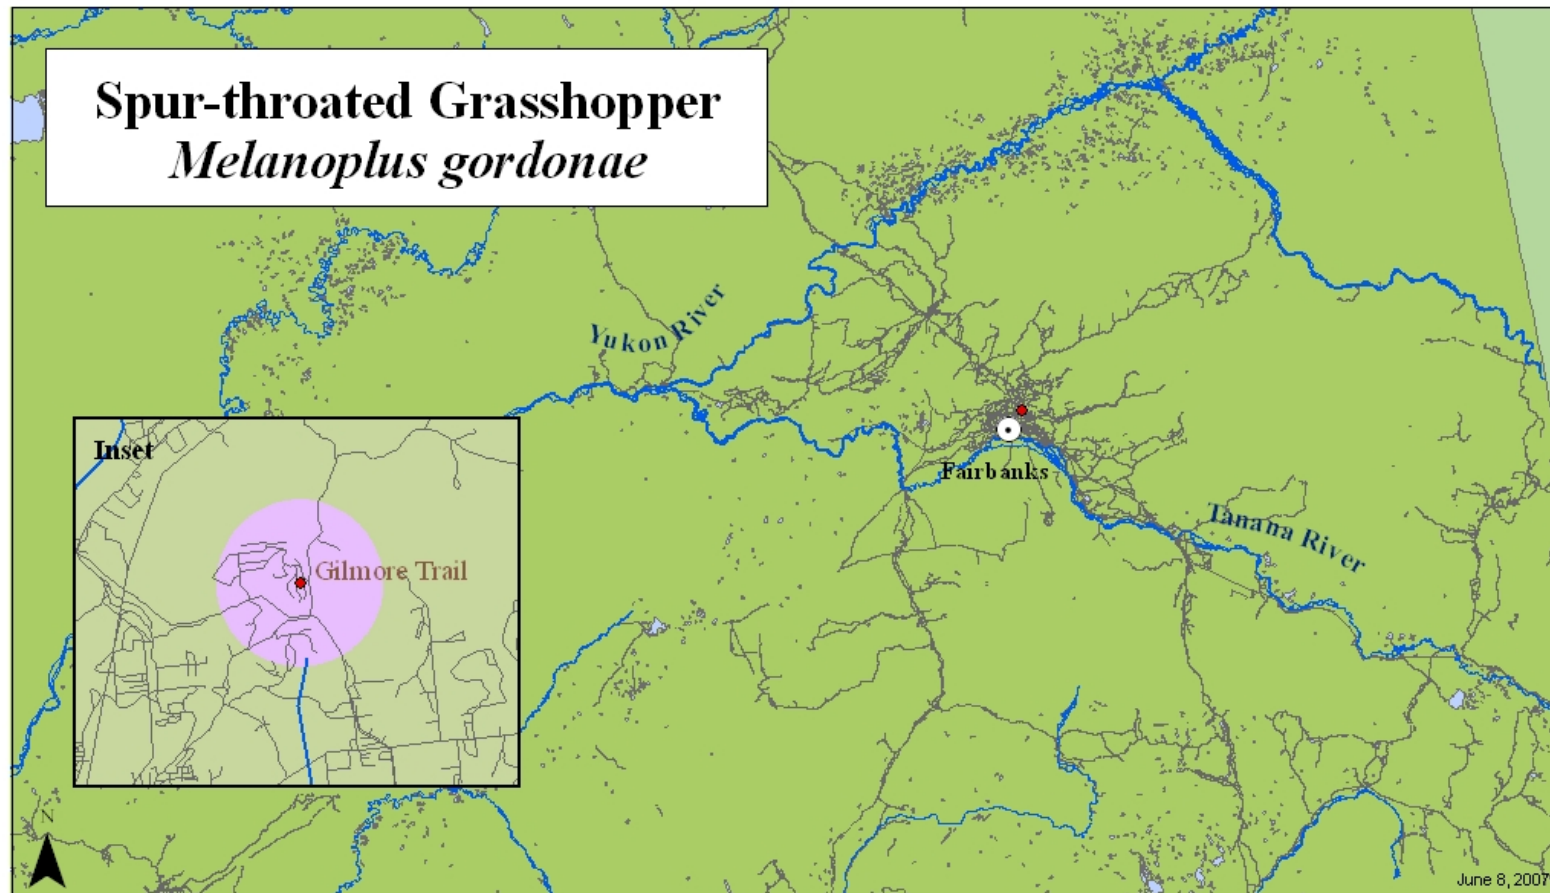 Spur-throated Grasshopper
Melanoplus gordonae
Yukon River
Fairbanks
Tanana River
Inset
Gilmore Trail
N
June 8, 2007